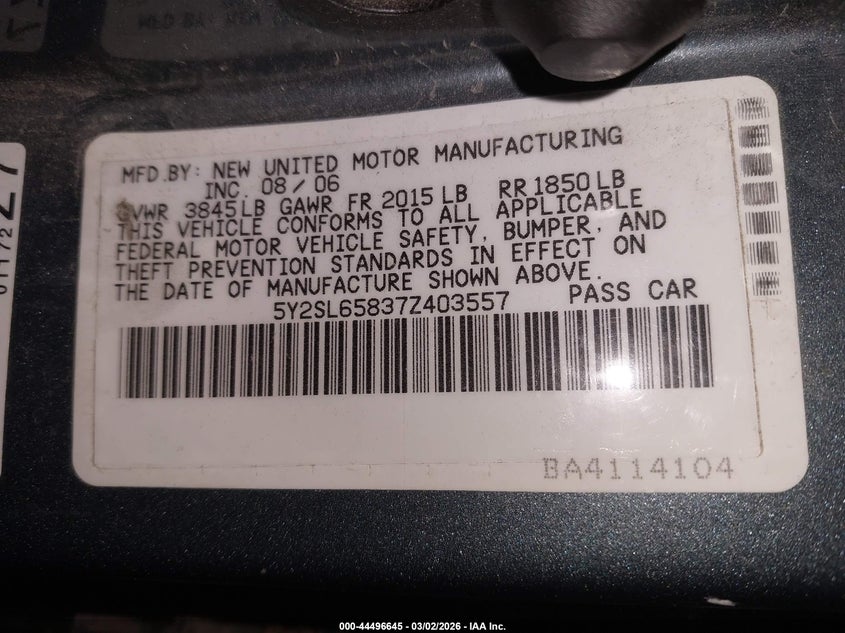 MFD.BY: NEW UNITED MOTOR MANUFACTURING
INC. 08/06
GVWR 3845LB GAWR FR 2015 LB RR 1850 LB
THIS VEHICLE CONFORMS TO ALL APPLICABLE
FEDERAL MOTOR VEHICLE SAFETY, BUMPER, AND
THEFT PREVENTION STANDARDS IN EFFECT ON
THE DATE OF MANUFACTURE SHOWN ABOVE.
5Y2SL65837Z403557 PASS CAR
BA4114104
000-44496645 - 03/02/2026 - IAA Inc.